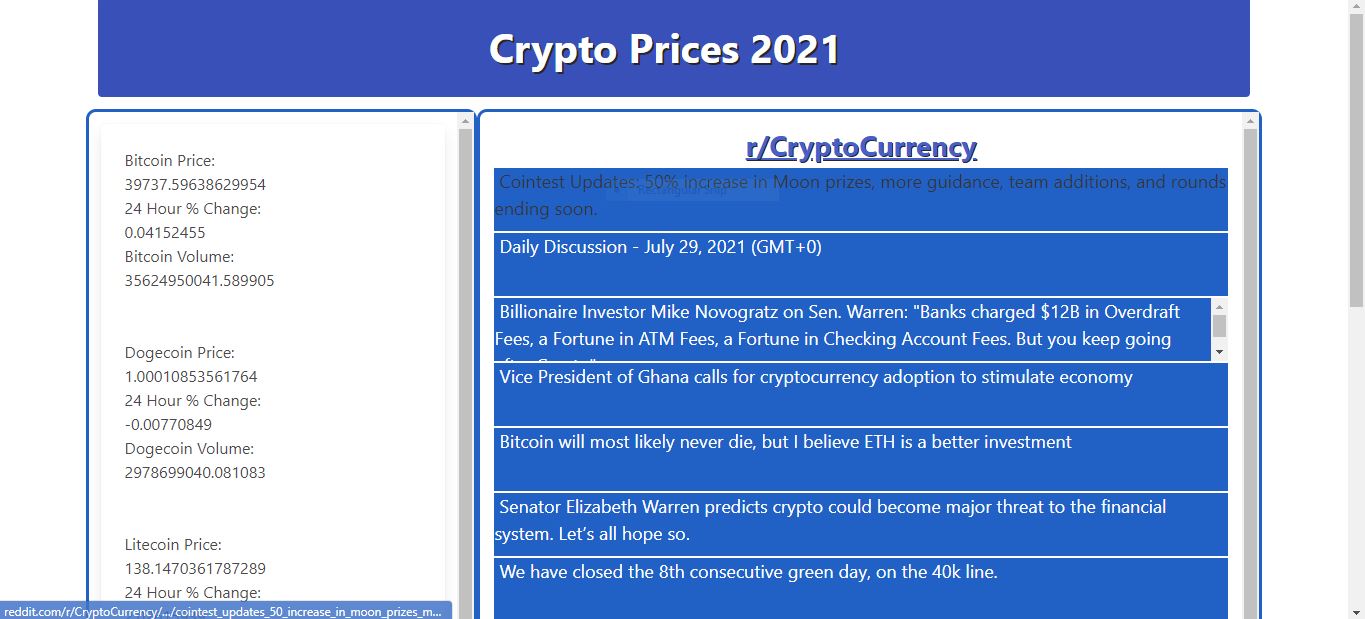 Crypto Prices 2021
Bitcoin Price:
39737.59638629954
24 Hour % Change:
0.04152455
Bitcoin Volume:
35624950041.589905
Dogecoin Price:
1.00010853561764
24 Hour % Change:
-0.00770849
Dogecoin Volume:
2978699040.081083
Litecoin Price:
138.1470361787289
24 Hour % Change:
r/CryptoCurrency
Cointest Updates: 50% increase in Moon prizes, more guidance, team additions, and rounds
ending soon.
Rectangular Snip
Daily Discussion - July 29, 2021 (GMT+0)
Billionaire Investor Mike Novogratz on Sen. Warren: "Banks charged $12B in Overdraft
Fees, a Fortune in ATM Fees, a Fortune in Checking Account Fees. But you keep going
Vice President of Ghana calls for cryptocurrency adoption to stimulate economy
Bitcoin will most likely never die, but I believe ETH is a better investment
Senator Elizabeth Warren predicts crypto could become major threat to the financial
system. Let’s all hope so.
We have closed the 8th consecutive green day, on the 40k line.
reddit.com/r/CryptoCurrency/.../cointest_updates_50_increase_in_moon_prizes_m...